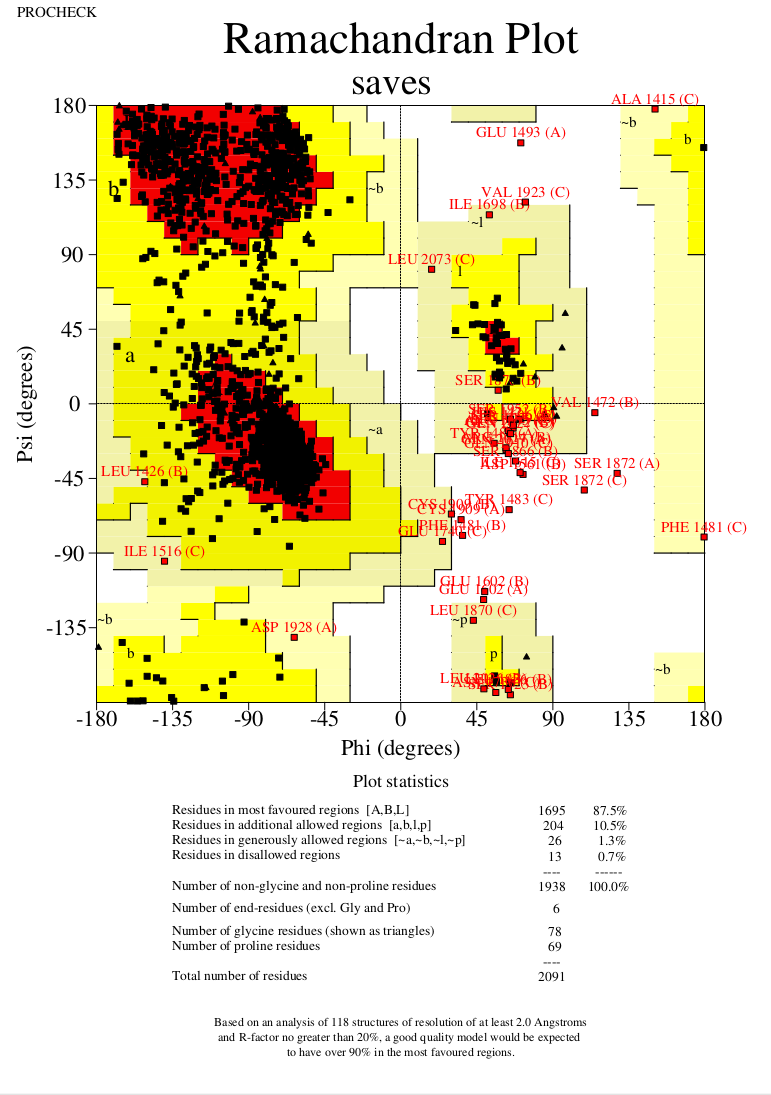 PROCHECK
Ramachandran Plot
saves
180
135
90
45
0
-45
-90
-135
Psi (degrees)
ALA 1415 (C)
~b
GLU 1493 (A)
b
b
~b
VAL 1923 (C)
ILE 1698 (B)
~l
LEU 2073 (C)
l
a
VAL 1472 (B)
~a
LEU 1426 (B)
SER 1872 (A)
SER 1872 (C)
TYR 1483 (C)
CYS 1909 (A)
PHE 1481 (B)
PHE 1481 (C)
ILE 1516 (C)
GLU 1602 (B)
LEU 1870 (C)
~b
~p
ASP 1928 (A)
b
p
~b
-180 -135 -90 -45 0 45 90 135 180
Phi (degrees)
Plot statistics
Residues in most favoured regions [A,B,L] 1695 87.5%
Residues in additional allowed regions [a,b,l,p] 204 10.5%
Residues in generously allowed regions [~a,~b,~l,~p] 26 1.3%
Residues in disallowed regions 13 0.7%
---- ------
Number of non-glycine and non-proline residues 1938 100.0%
Number of end-residues (excl. Gly and Pro) 6
Number of glycine residues (shown as triangles) 78
Number of proline residues 69
----
Total number of residues 2091
Based on an analysis of 118 structures of resolution of at least 2.0 Angstroms
and R-factor no greater than 20%, a good quality model would be expected
to have over 90% in the most favoured regions.